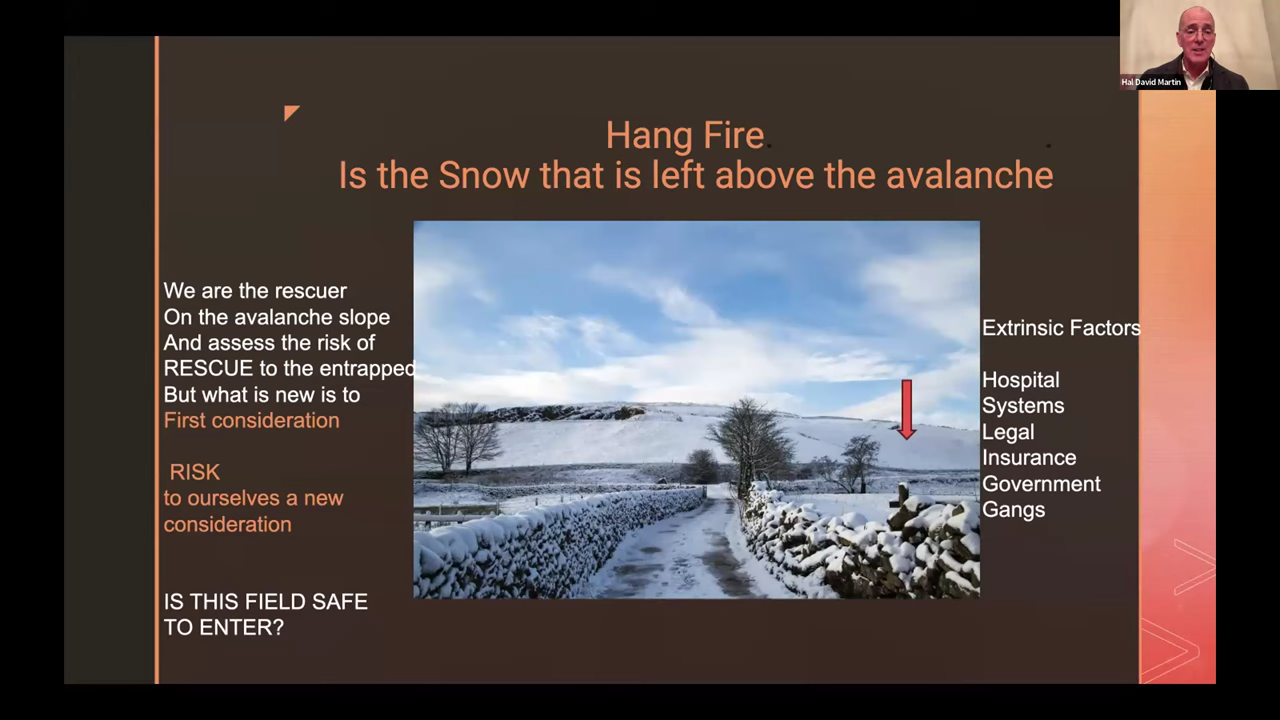 Hal David Martin
Hang Fire.
Is the Snow that is left above the avalanche
We are the rescuer
On the avalanche slope
And assess the risk of
RESCUE to the entrapped
But what is new is to
First consideration
RISK
to ourselves a new
consideration
IS THIS FIELD SAFE
TO ENTER?
Extrinsic Factors
Hospital
Systems
Legal
Insurance
Government
Gangs